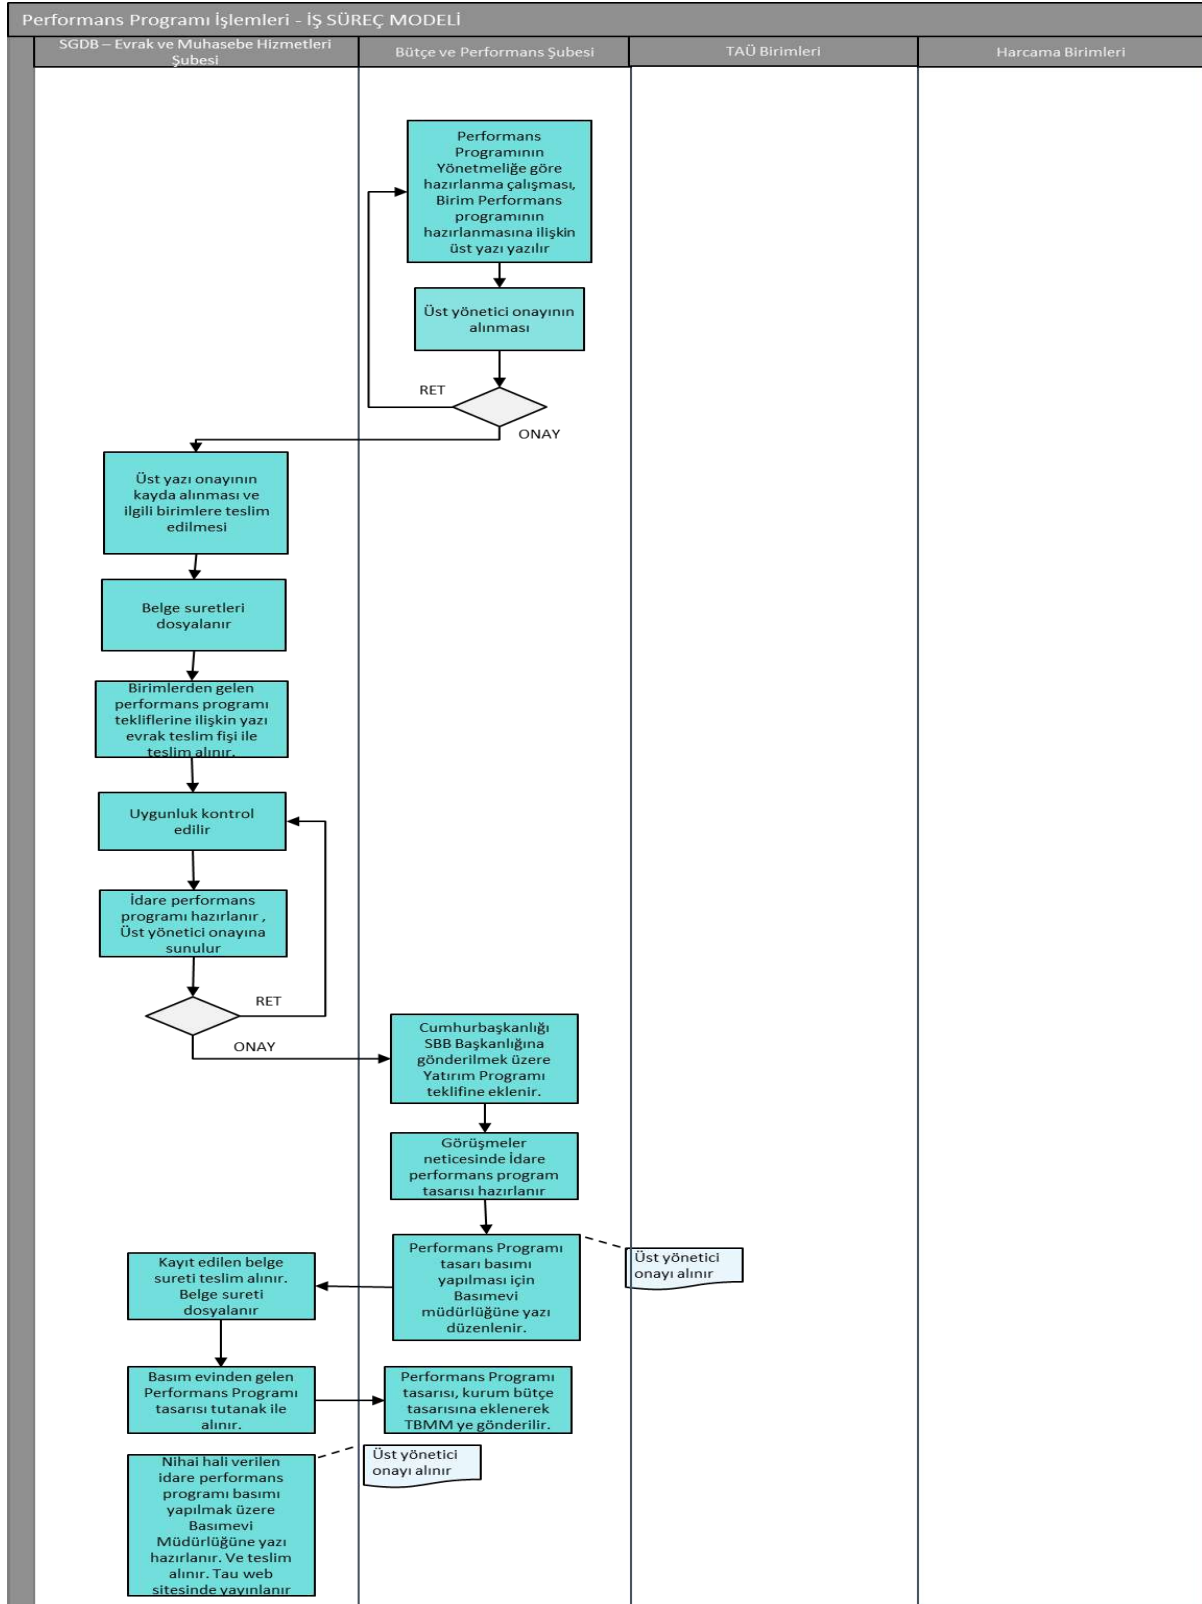 Performans Programı İşlemleri - İŞ SÜREÇ MODELİ
SGDB – Evrak ve Muhasebe Hizmetleri
Şubesi
Bütçe ve Performans Şubesi
TAÜ Birimleri
Harcama Birimleri
Performans
Programının
Yönetmeliğe göre
hazırlanma çalışması,
Birim Performans
programının
hazırlanmasına ilişkin
üst yazı yazılır
Üst yönetici onayının
alınması
RET
ONAY
Üst yazı onayının
kayda alınması ve
ilgili birimlere teslim
edilmesi
Belge suretleri
dosyalanır
Birimlerden gelen
performans programı
tekliflerine ilişkin yazı
evrak teslim fişi ile
teslim alınır.
Uygunluk kontrol
edilir
İdare performans
programı hazırlanır ,
Üst yönetici onayına
sunulur
RET
ONAY
Cumhurbaşkanlığı
SBB Başkanlığına
gönderilmek üzere
Yatırım Programı
teklifine eklenir.
Görüşmeler
neticesinde İdare
performans program
tasarısı hazırlanır
Performans Programı
tasarı basımı
yapılması için
Basımevi
müdürlüğüne yazı
düzenlenir.
Üst yönetici
onayı alınır
Kayıt edilen belge
sureti teslim alınır.
Belge sureti
dosyalanır
Basım evinden gelen
Performans Programı
tasarısı tutanak ile
alınır.
Performans Programı
tasarısı, kurum bütçe
tasarısına eklenerek
TBMM ye gönderilir.
Üst yönetici
onayı alınır
Nihai hali verilen
idare performans
programı basımı
yapılmak üzere
Basımevi
Müdürlüğüne yazı
hazırlanır. Ve teslim
alınır. Tau web
sitesinde yayınlanır